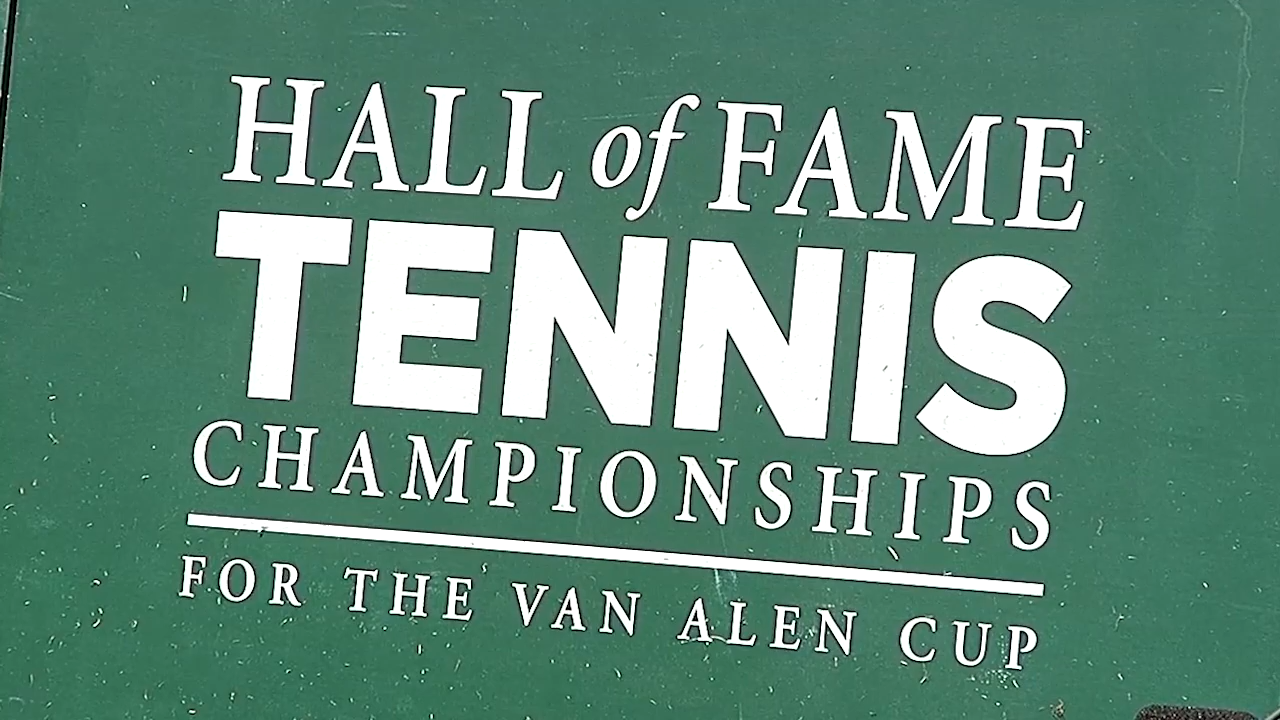 HALL of FAME
TENNIS
CHAMPIONSHIPS
FOR THE VAN ALEN CUP